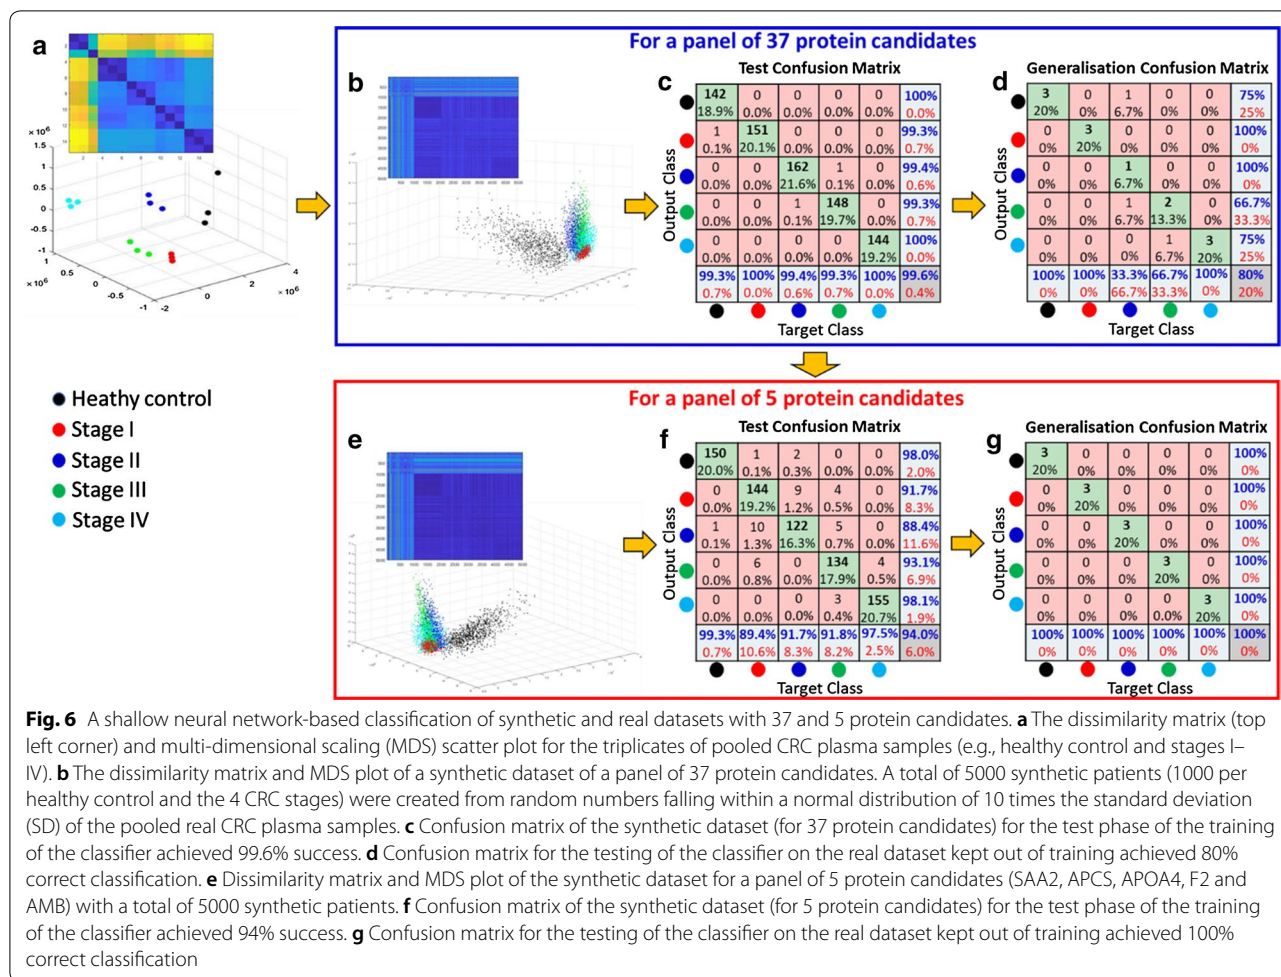 a
× 10⁶
1.5
1
0.5
0
-0.5
-1
1
0.5
0
-0.5
-1
-2
0
2
4
× 10⁶
× 10⁶
For a panel of 37 protein candidates
b
c
Test Confusion Matrix
Output Class
142 0 0 0 0 100%
18.9% 0.0% 0.0% 0.0% 0.0% 0.0%
1 151 0 0 0 99.3%
0.1% 20.1% 0.0% 0.0% 0.0% 0.7%
0 0 162 1 0 99.4%
0.0% 0.0% 21.6% 0.1% 0.0% 0.6%
0 0 1 148 0 99.3%
0.0% 0.0% 0.1% 19.7% 0.0% 0.7%
0 0 0 0 144 100%
0.0% 0.0% 0.0% 0.0% 19.2% 0.0%
99.3% 100% 99.4% 99.3% 100% 99.6%
0.7% 0.0% 0.6% 0.7% 0.0% 0.4%
Target Class
d
Generalisation Confusion Matrix
Output Class
3 0 1 0 0 75%
20% 0% 6.7% 0% 0% 25%
0 3 0 0 0 100%
0% 20% 0% 0% 0% 0%
0 0 1 0 0 100%
0% 0% 6.7% 0% 0% 0%
0 0 1 2 0 66.7%
0% 0% 6.7% 13.3% 0% 33.3%
0 0 0 1 3 75%
0% 0% 0% 6.7% 20% 25%
100% 100% 33.3% 66.7% 100% 80%
0% 0% 66.7% 33.3% 0% 20%
Target Class
Heathy control
Stage I
Stage II
Stage III
Stage IV
For a panel of 5 protein candidates
e
f
Test Confusion Matrix
Output Class
150 1 2 0 0 98.0%
20.0% 0.1% 0.3% 0.0% 0.0% 2.0%
0 144 9 4 0 91.7%
0.0% 19.2% 1.2% 0.5% 0.0% 8.3%
1 10 122 5 0 88.4%
0.1% 1.3% 16.3% 0.7% 0.0% 11.6%
0 6 0 134 4 93.1%
0.0% 0.8% 0.0% 17.9% 0.5% 6.9%
0 0 0 3 155 98.1%
0.0% 0.0% 0.0% 0.4% 20.7% 1.9%
99.3% 89.4% 91.7% 91.8% 97.5% 94.0%
0.7% 10.6% 8.3% 8.2% 2.5% 6.0%
Target Class
g
Generalisation Confusion Matrix
Output Class
3 0 0 0 0 100%
20% 0% 0% 0% 0% 0%
0 3 0 0 0 100%
0% 20% 0% 0% 0% 0%
0 0 3 0 0 100%
0% 0% 20% 0% 0% 0%
0 0 0 3 0 100%
0% 0% 0% 20% 0% 0%
0 0 0 0 3 100%
0% 0% 0% 0.0% 20% 0%
100% 100% 100% 100% 100% 100%
0% 0% 0% 0% 0% 0%
Target Class
Fig. 6 A shallow neural network-based classification of synthetic and real datasets with 37 and 5 protein candidates. a The dissimilarity matrix (top
left corner) and multi-dimensional scaling (MDS) scatter plot for the triplicates of pooled CRC plasma samples (e.g., healthy control and stages I–
IV). b The dissimilarity matrix and MDS plot of a synthetic dataset of a panel of 37 protein candidates. A total of 5000 synthetic patients (1000 per
healthy control and the 4 CRC stages) were created from random numbers falling within a normal distribution of 10 times the standard deviation
(SD) of the pooled real CRC plasma samples. c Confusion matrix of the synthetic dataset (for 37 protein candidates) for the test phase of the training
of the classifier achieved 99.6% success. d Confusion matrix for the testing of the classifier on the real dataset kept out of training achieved 80%
correct classification. e Dissimilarity matrix and MDS plot of the synthetic dataset for a panel of 5 protein candidates (SAA2, APCS, APOA4, F2 and
AMB) with a total of 5000 synthetic patients. f Confusion matrix of the synthetic dataset (for 5 protein candidates) for the test phase of the training
of the classifier achieved 94% success. g Confusion matrix for the testing of the classifier on the real dataset kept out of training achieved 100%
correct classification